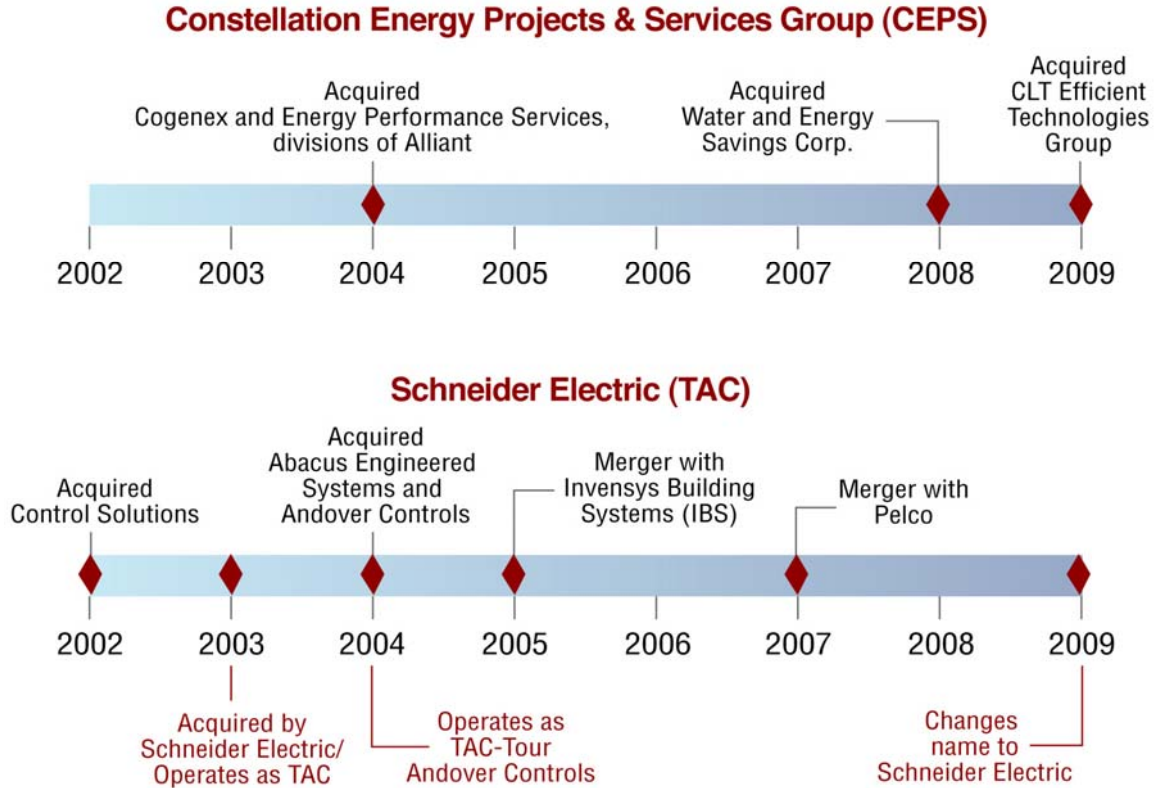 Constellation Energy Projects & Services Group (CEPS)
Acquired
Cogenex and Energy Performance Services,
divisions of Alliant
Acquired
Water and Energy
Savings Corp.
Acquired
CLT Efficient
Technologies
Group
2002
2003
2004
2005
2006
2007
2008
2009
Schneider Electric (TAC)
Acquired
Control Solutions
Acquired
Abacus Engineered
Systems and
Andover Controls
Merger with
Invensys Building
Systems (IBS)
Merger with
Pelco
2002
2003
2004
2005
2006
2007
2008
2009
Acquired by
Schneider Electric/
Operates as TAC
Operates as
TAC-Tour
Andover Controls
Changes
name to
Schneider Electric